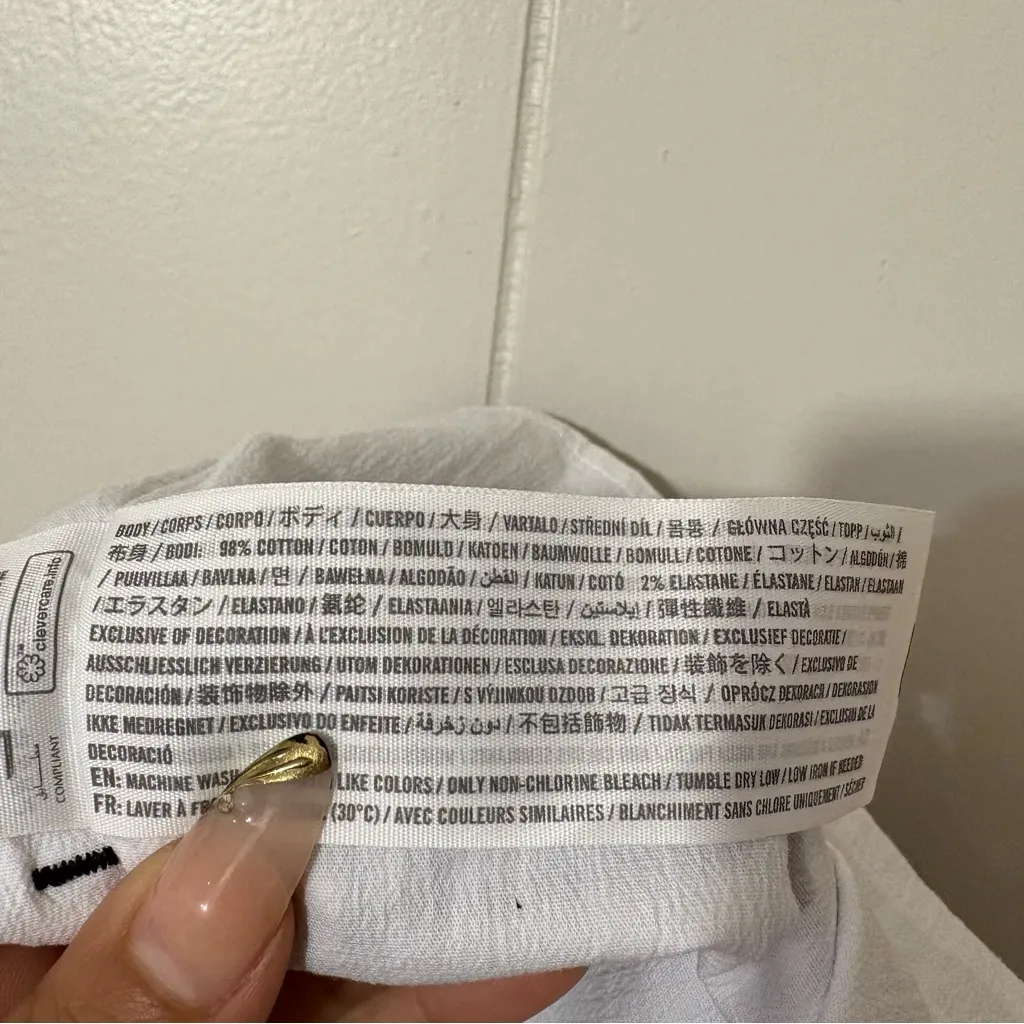 BODY / CORPS / CORPO / ボディ / CUERPO / 大身 / VARTALO / STŘEDNÍ DÍL / 몸통 / GŁÓWNA CZĘŚĆ / TOPP / الثوب /
布身 / BODI: 98% COTTON / COTON / BOMULD / KATOEN / BAUMWOLLE / BOMULL / COTONE / コットン / ALGODÓN / 棉
/ PUUVILLAA / BAVLNA / 면 / BAWEŁNA / ALGODÃO / القطن / KATUN / COTÓ 2% ELASTANE / ÉLASTANE / ELASTAN / ELASTAAN
/ エラスタン / ELASTANO / 氨纶 / ELASTAANIA / 엘라스탄 / إيلاستين / 彈性纖維 / ELASTÀ
EXCLUSIVE OF DECORATION / À L'EXCLUSION DE LA DÉCORATION / EKSKL. DEKORATION / EXCLUSIEF DECORATIE /
AUSSCHLIESSLICH VERZIERUNG / UTOM DEKORATIONEN / ESCLUSA DECORAZIONE / 装飾を除く / EXCLUSIVO DE
DECORACIÓN / 装饰物除外 / PAITSI KORISTE / S VÝJIMKOU OZDOB / 고급 장식 / OPRÓCZ DEKORACJI / DEKORASJON
IKKE MEDREGNET / EXCLUSIVO DO ENFEITE / دون زخرفة / 不包括飾物 / TIDAK TERMASUK DEKORASI / EXCLUSIU DE LA
DECORACIÓ
EN: MACHINE WASH LIKE COLORS / ONLY NON-CHLORINE BLEACH / TUMBLE DRY LOW / LOW IRON IF NEEDED
FR: LAVER À (30°C) / AVEC COULEURS SIMILAIRES / BLANCHIMENT SANS CHLORE UNIQUEMENT / SÉCHER
clevercare.info
COMPLIANT